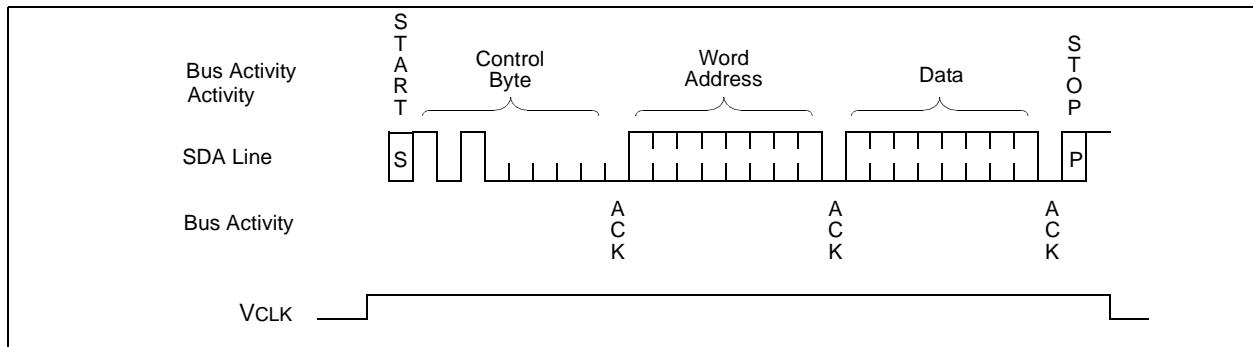 START
STOP
Bus Activity
Activity
Control
Byte
Word
Address
Data
SDA Line
S
P
Bus Activity
ACK
ACK
ACK
VCLK